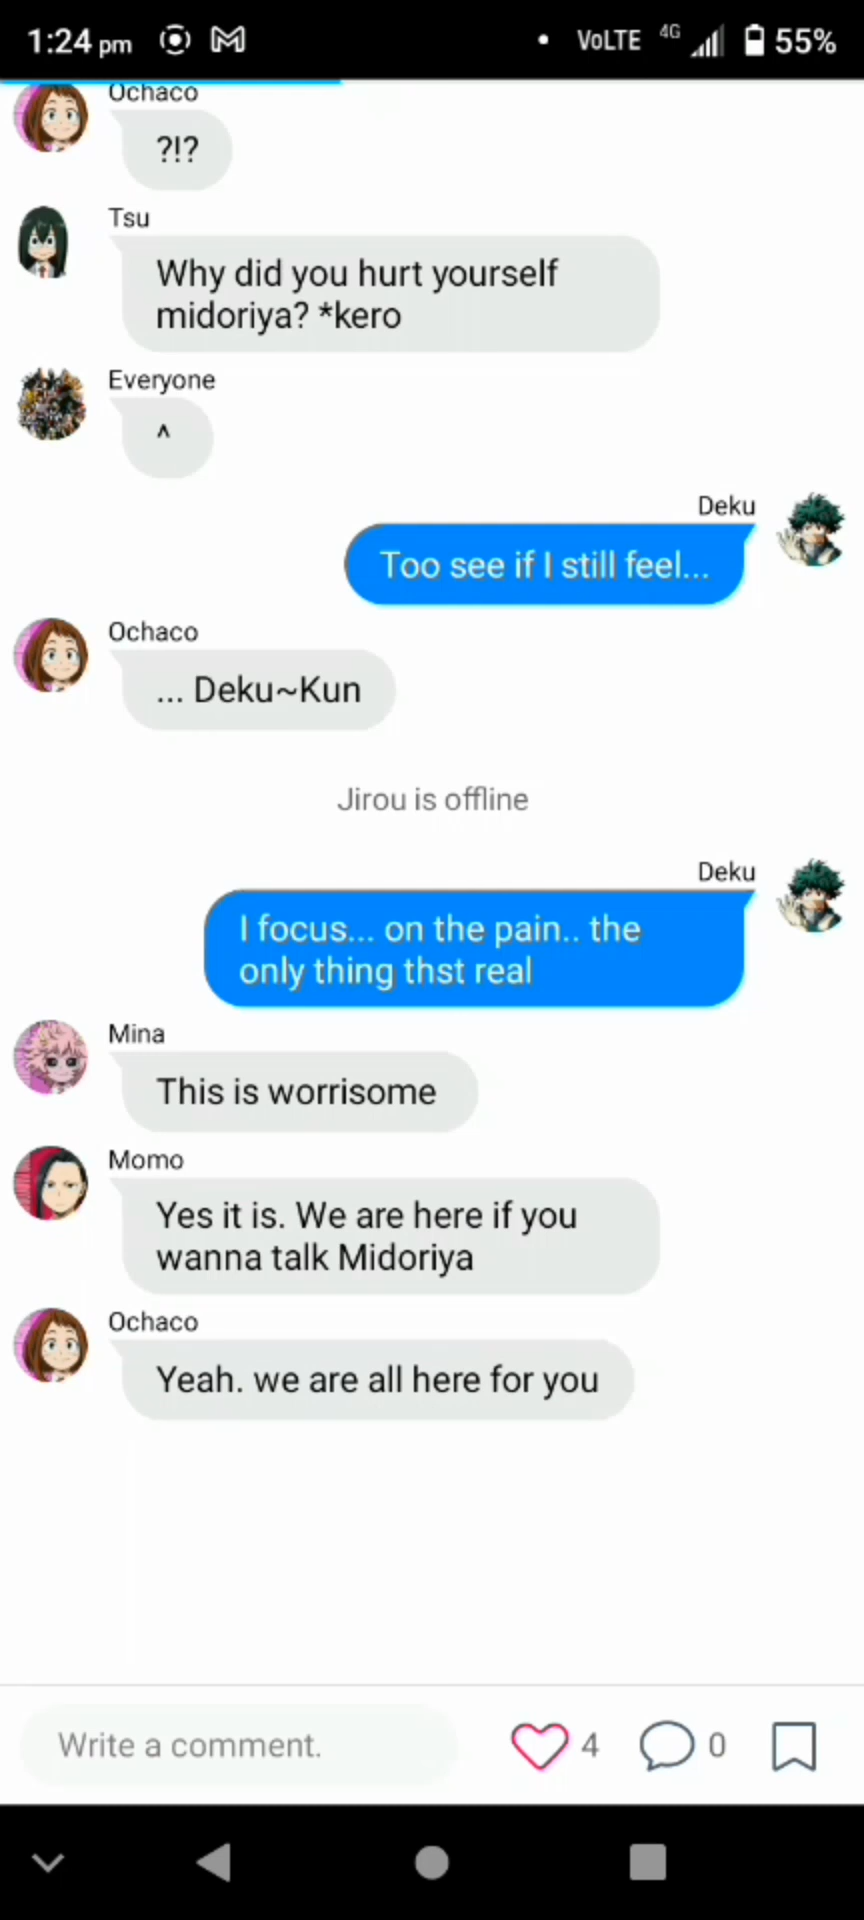 1:24 pm
VoLTE 4G 55%
Ochaco
?!?
Tsu
Why did you hurt yourself
midoriya? *kero
Everyone
^
Deku
Too see if I still feel...
Ochaco
... Deku~Kun
Jirou is offline
Deku
I focus... on the pain.. the
only thing thst real
Mina
This is worrisome
Momo
Yes it is. We are here if you
wanna talk Midoriya
Ochaco
Yeah. we are all here for you
Write a comment.
4
0